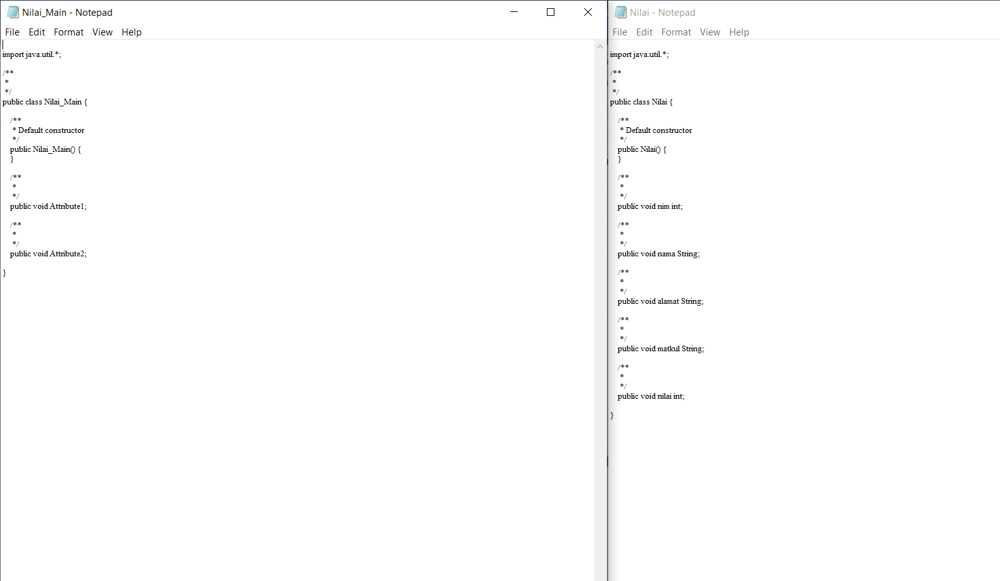 Nilai_Main - Notepad
File Edit Format View Help
import java.util.*;
/**
 *
 */
public class Nilai_Main {
    /**
     * Default constructor
     */
    public Nilai_Main() {
    }
    /**
     *
     */
    public void Attribute1;
    /**
     *
     */
    public void Attribute2;
}
Nilai - Notepad
File Edit Format View Help
import java.util.*;
/**
 *
 */
public class Nilai {
    /**
     * Default constructor
     */
    public Nilai() {
    }
    /**
     *
     */
    public void nim int;
    /**
     *
     */
    public void nama String;
    /**
     *
     */
    public void alamat String;
    /**
     *
     */
    public void matkul String;
    /**
     *
     */
    public void nilai int;
}